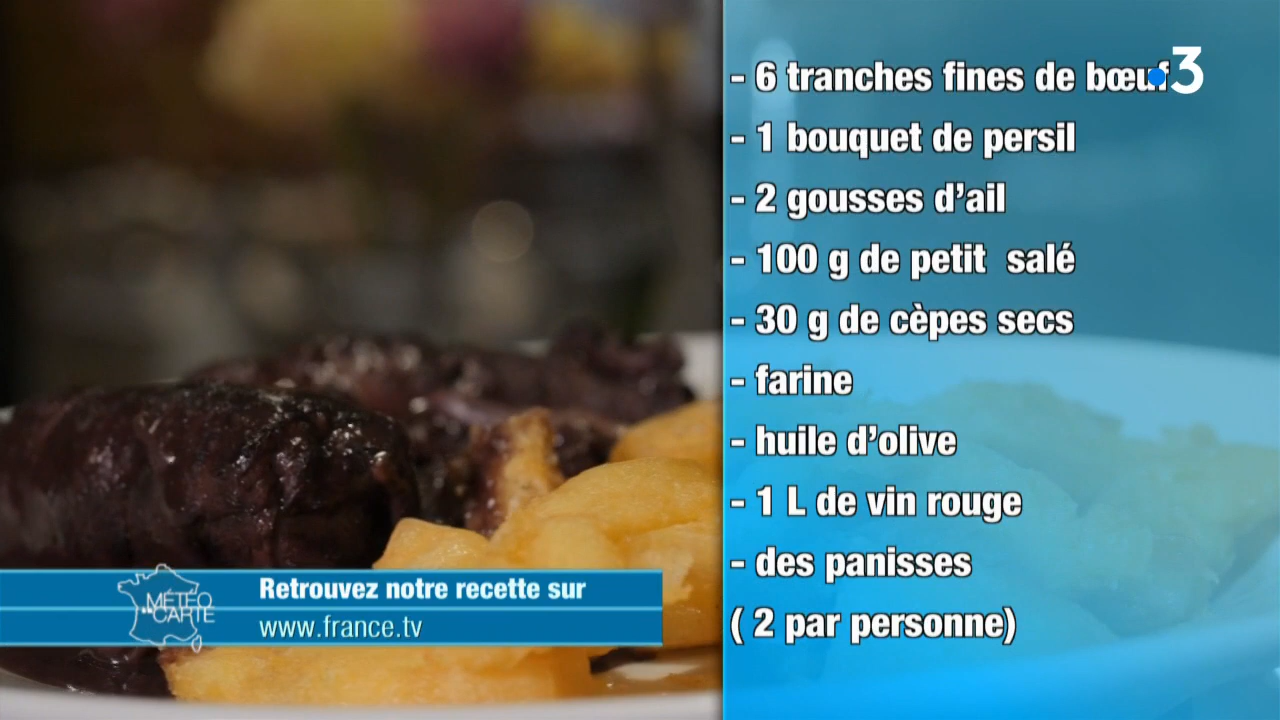 - 6 tranches fines de bœuf
3
- 1 bouquet de persil
- 2 gousses d’ail
- 100 g de petit  salé
- 30 g de cèpes secs
- farine
- huile d’olive
- 1 L de vin rouge
- des panisses
( 2 par personne)
MÉTÉO
à la CARTE
Retrouvez notre recette sur
www.france.tv